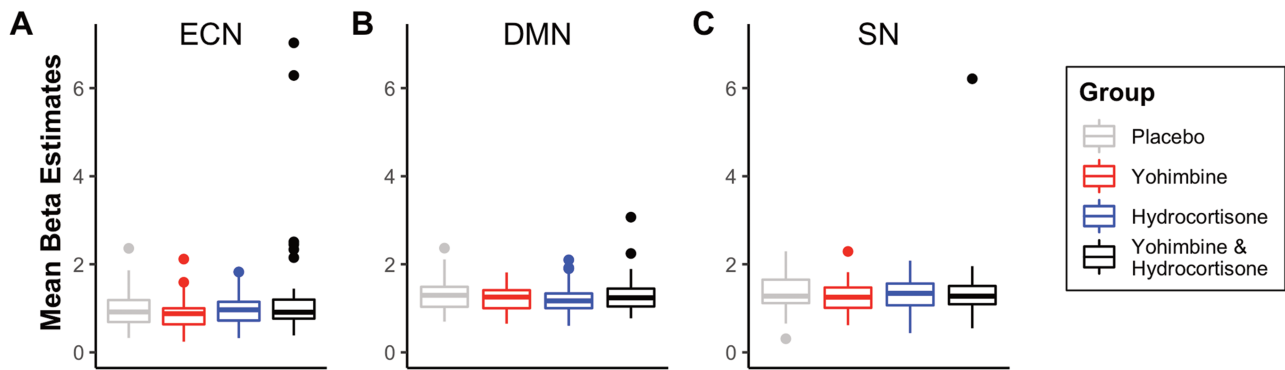 A
ECN
B
DMN
C
SN
Mean Beta Estimates
6
4
2
0
6
4
2
0
6
4
2
0
Group
Placebo
Yohimbine
Hydrocortisone
Yohimbine &
Hydrocortisone